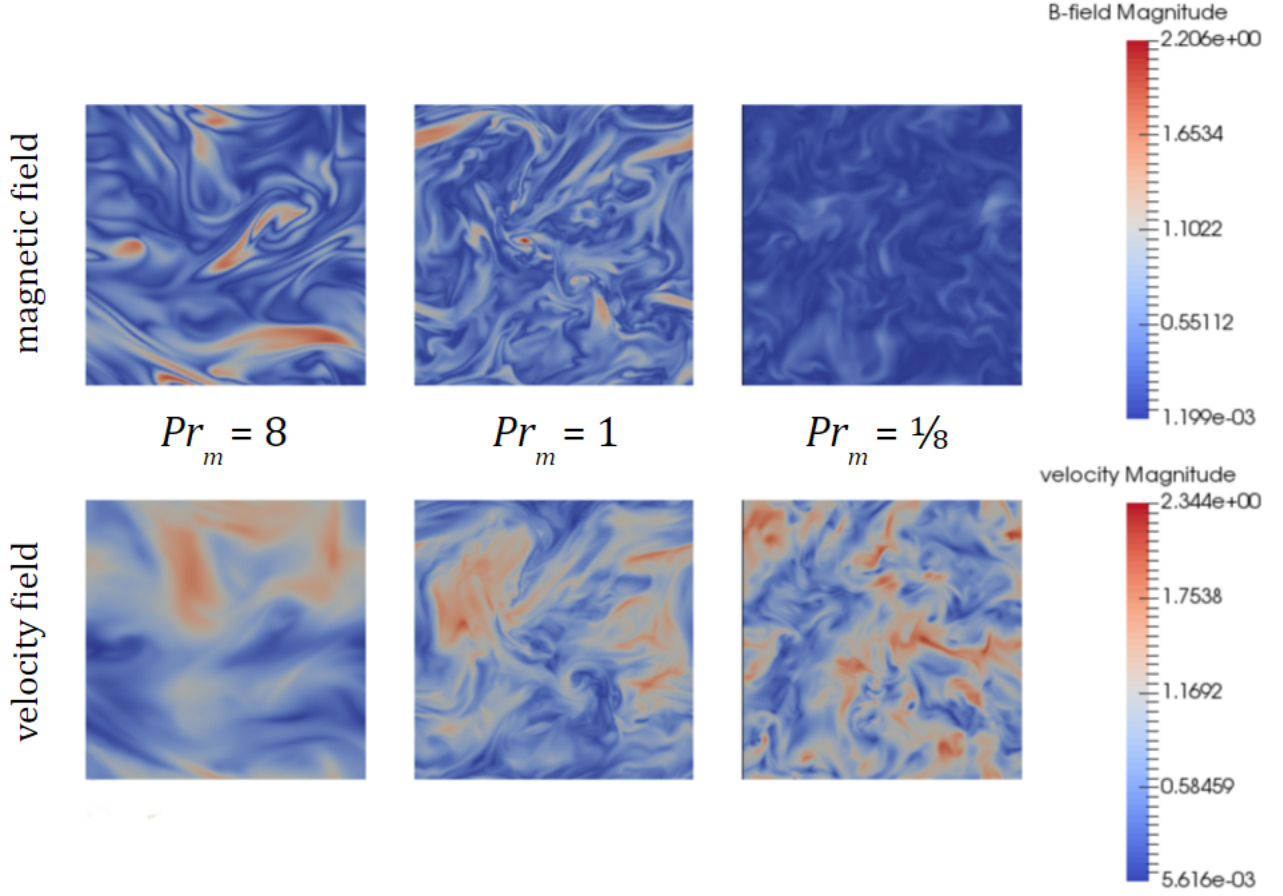 B-field Magnitude
2.206e+00
1.6534
1.1022
0.55112
1.199e-03
magnetic field
Pr_m = 8
Pr_m = 1
Pr_m = ⅛
velocity Magnitude
2.344e+00
1.7538
1.1692
0.58459
5.616e-03
velocity field